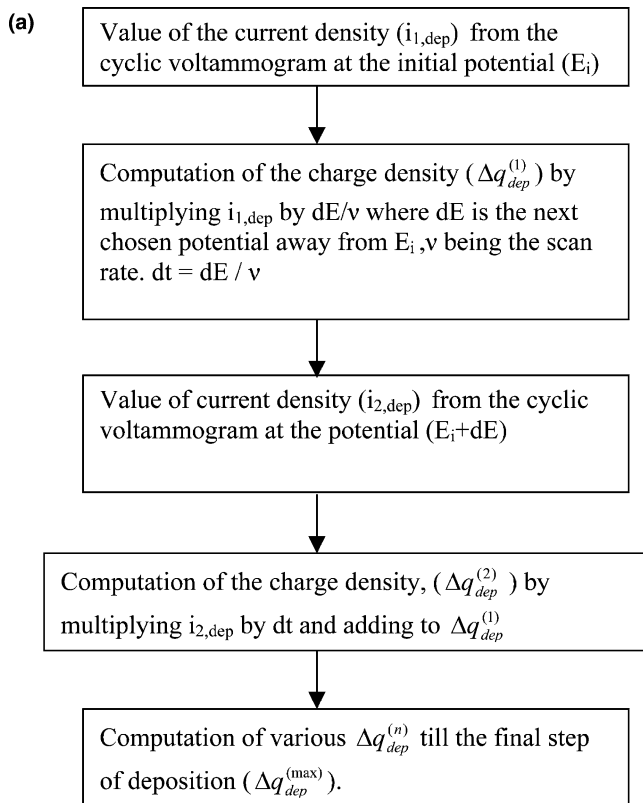 (a)
Value of the current density (i1,dep) from the
cyclic voltammogram at the initial potential (Ei)
Computation of the charge density (Δq dep (1)) by
multiplying i1,dep by dE/ν where dE is the next
chosen potential away from Ei ,ν being the scan
rate. dt = dE / ν
Value of current density (i2,dep) from the cyclic
voltammogram at the potential (Ei+dE)
Computation of the charge density, (Δq dep (2)) by
multiplying i2,dep by dt and adding to Δq dep (1)
Computation of various Δq dep (n) till the final step
of deposition (Δq dep (max)).